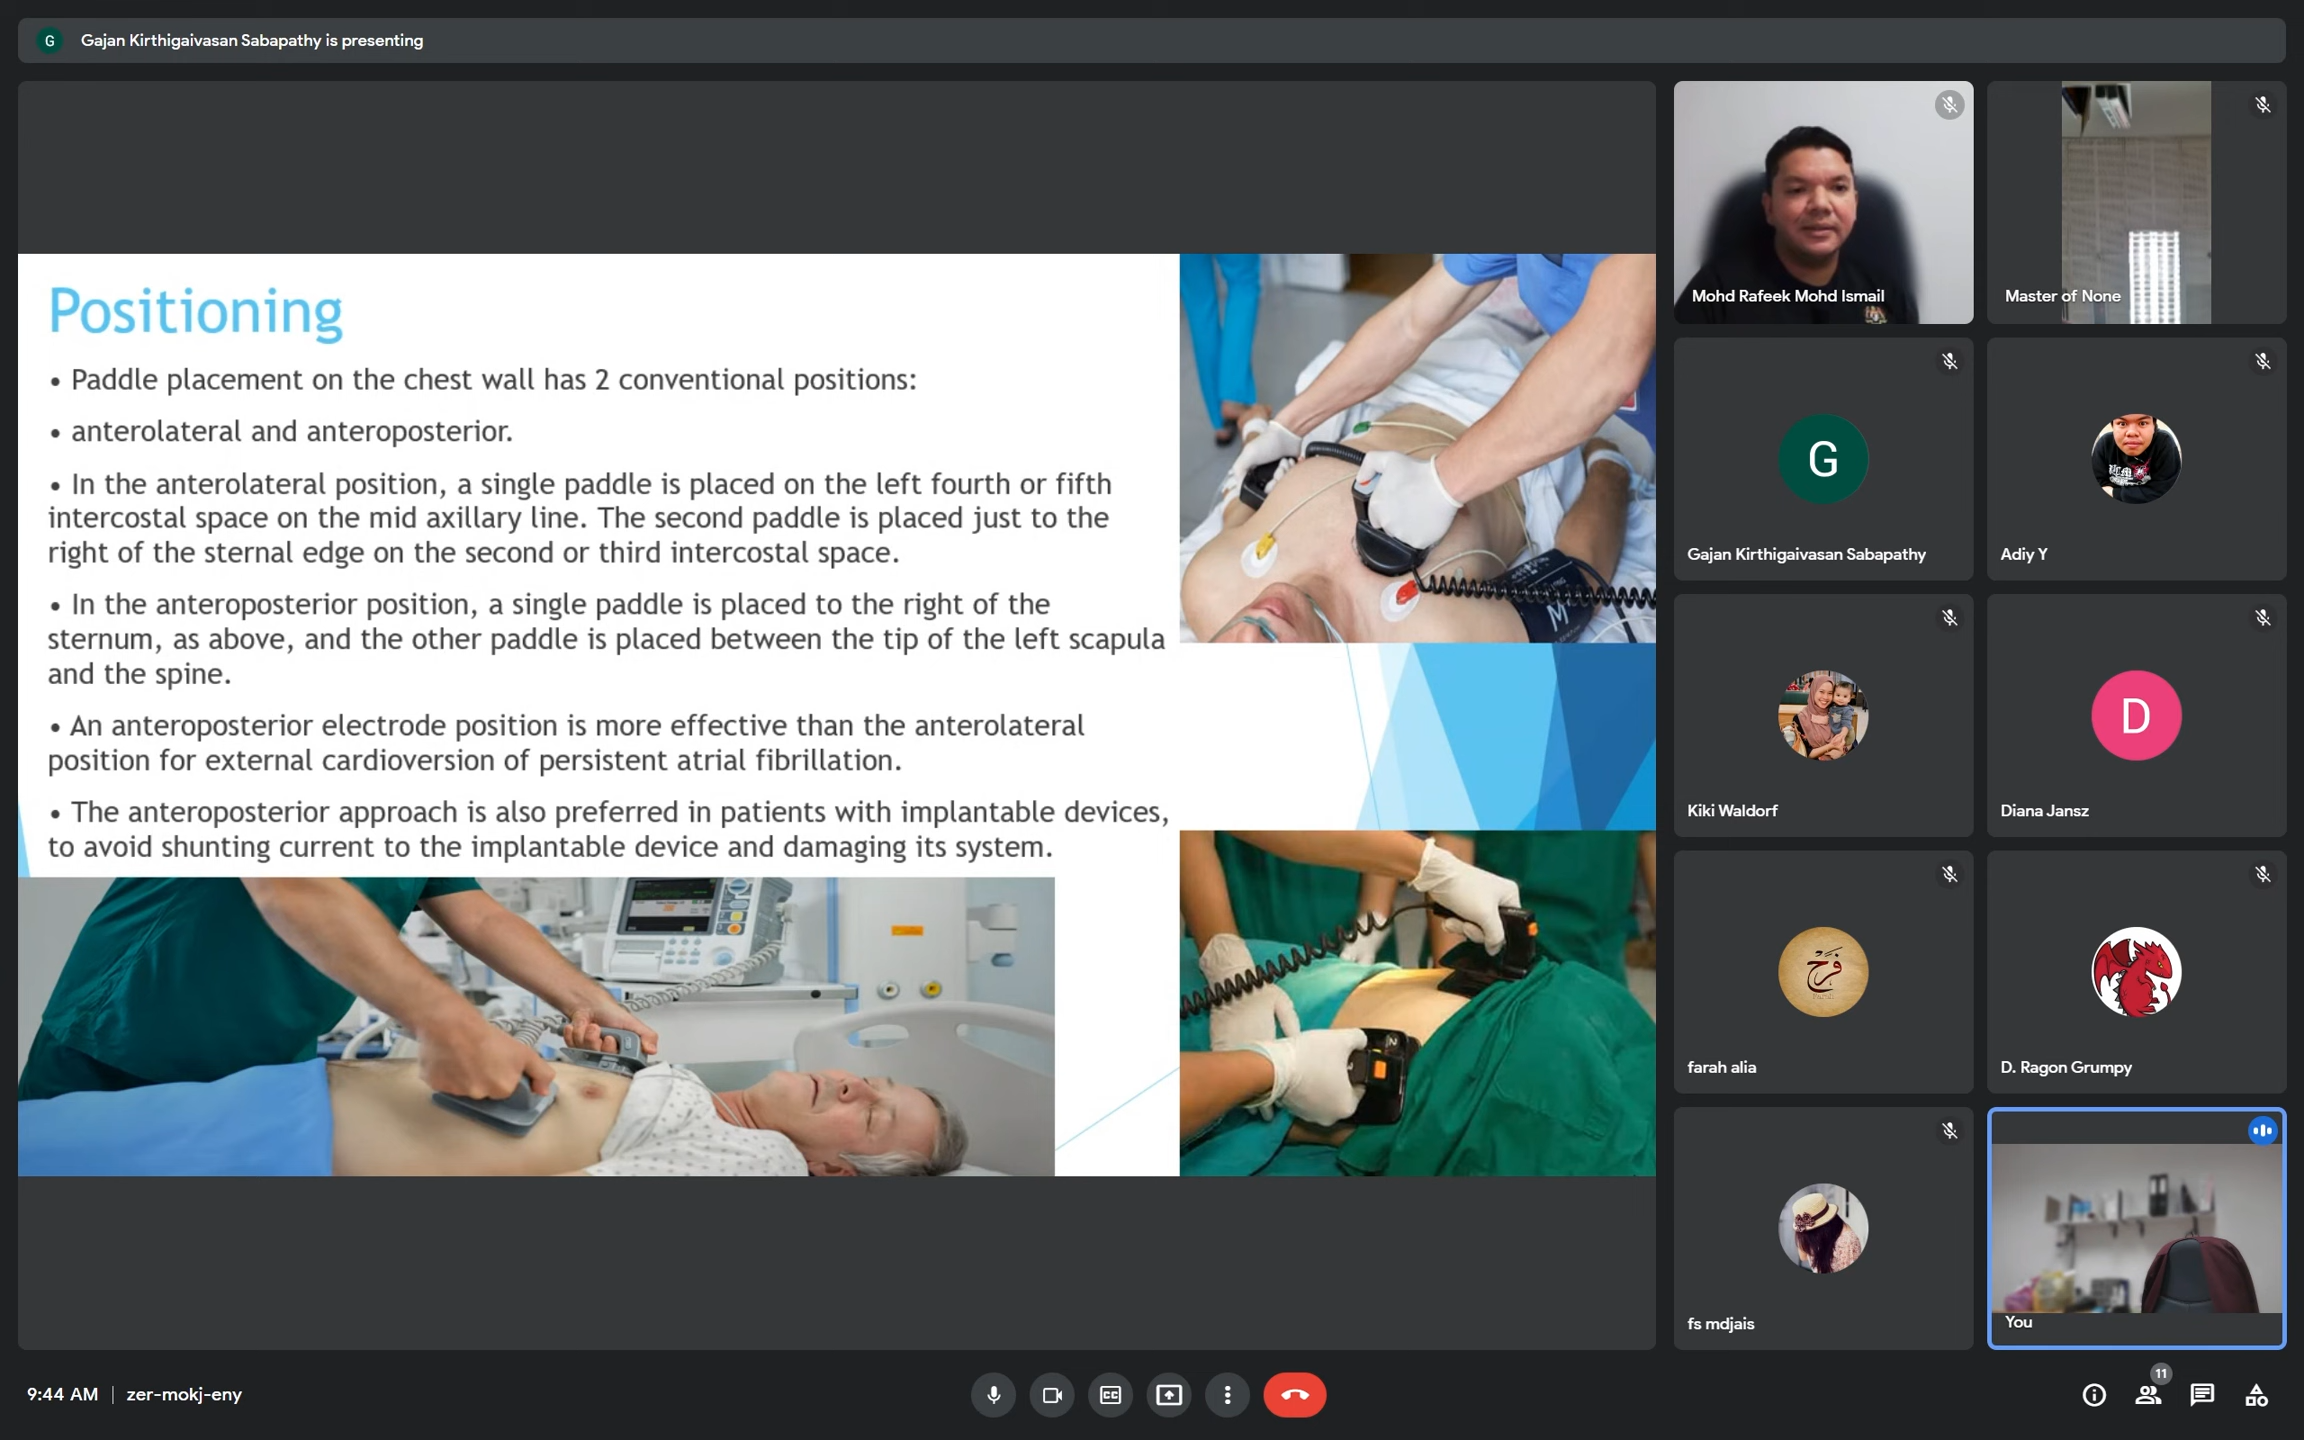 G Gajan Kirthigaivasan Sabapathy is presenting
Positioning
• Paddle placement on the chest wall has 2 conventional positions:
• anterolateral and anteroposterior.
• In the anterolateral position, a single paddle is placed on the left fourth or fifth
intercostal space on the mid axillary line. The second paddle is placed just to the
right of the sternal edge on the second or third intercostal space.
• In the anteroposterior position, a single paddle is placed to the right of the
sternum, as above, and the other paddle is placed between the tip of the left scapula
and the spine.
• An anteroposterior electrode position is more effective than the anterolateral
position for external cardioversion of persistent atrial fibrillation.
• The anteroposterior approach is also preferred in patients with implantable devices,
to avoid shunting current to the implantable device and damaging its system.
Mohd Rafeek Mohd Ismail
Master of None
G
Gajan Kirthigaivasan Sabapathy
Adiy Y
Kiki Waldorf
D
Diana Jansz
فرح
farah alia
D. Ragon Grumpy
fs mdjais
You
9:44 AM | zer-mokj-eny
CC
11